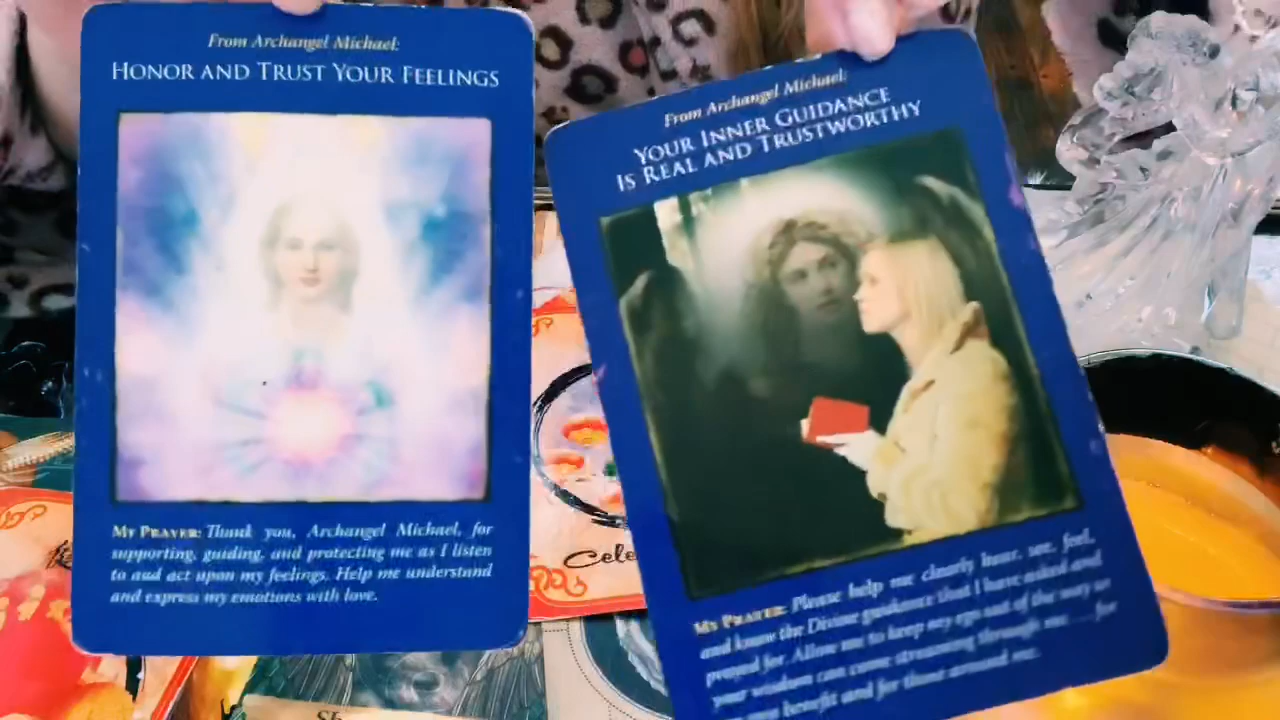 From Archangel Michael:
HONOR AND TRUST YOUR FEELINGS
MY PRAYER: Thank you, Archangel Michael, for
supporting, guiding, and protecting me as I listen
to and act upon my feelings. Help me understand
and express my emotions with love.
From Archangel Michael:
YOUR INNER GUIDANCE
IS REAL AND TRUSTWORTHY
MY PRAYER: Please help me clearly hear, see, feel,
and know the Divine guidance that I have asked and
prayed for. Allow me to keep my ego out of the way so
your wisdom can come streaming through me . . . for
my own benefit and for those around me.
Cele